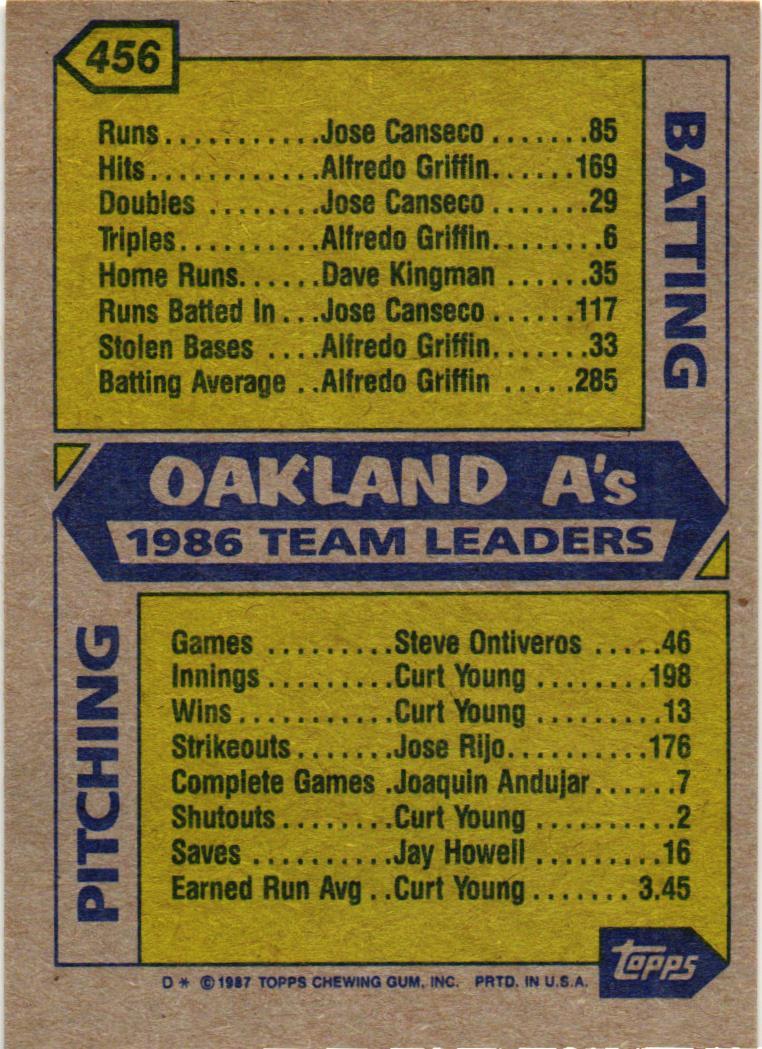 456
BATTING
Runs...........Jose Canseco.......85
Hits............Alfredo Griffin......169
Doubles ........Jose Canseco.......29
Triples..........Alfredo Griffin........6
Home Runs......Dave Kingman ......35
Runs Batted In...Jose Canseco ......117
Stolen Bases ....Alfredo Griffin.......33
Batting Average ..Alfredo Griffin .....285
OAKLAND A's
1986 TEAM LEADERS
PITCHING
Games .........Steve Ontiveros .....46
Innings.........Curt Young ........198
Wins...........Curt Young .........13
Strikeouts.......Jose Rijo..........176
Complete Games .Joaquin Andujar......7
Shutouts........Curt Young ..........2
Saves ..........Jay Howell .........16
Earned Run Avg ..Curt Young ....... 3.45
topps
D * © 1987 TOPPS CHEWING GUM, INC. PRTD. IN U.S.A.